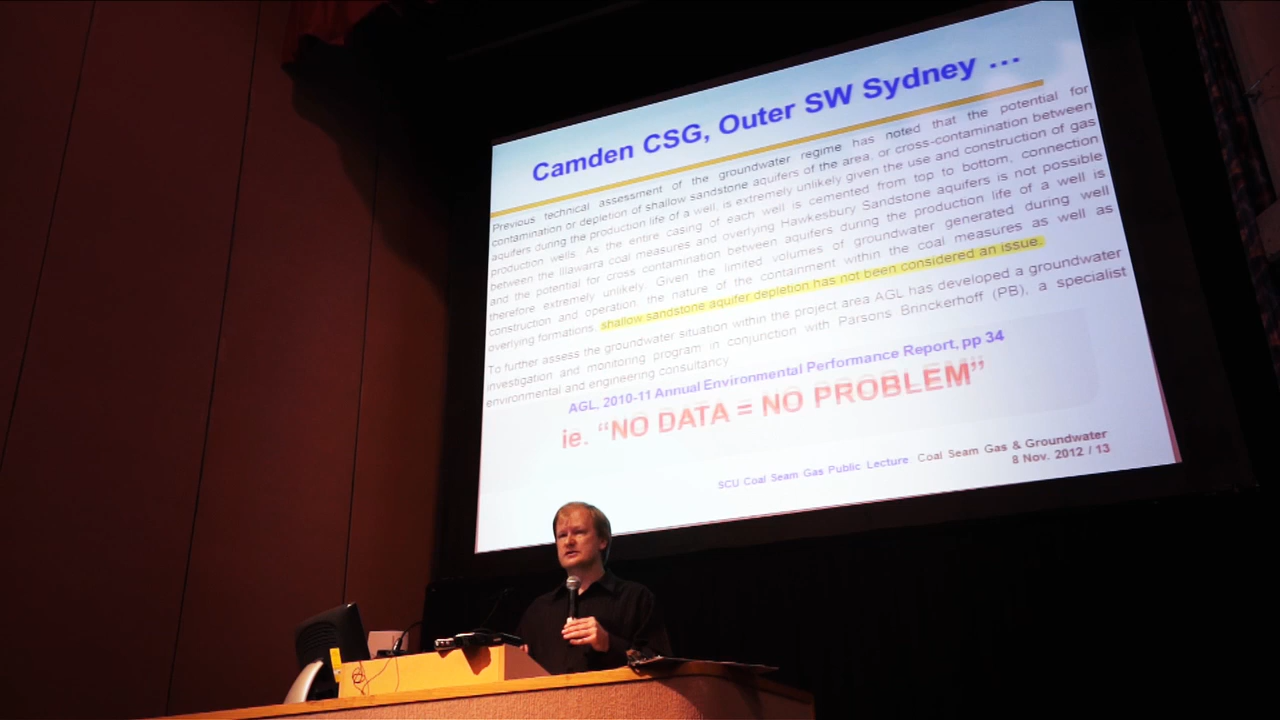 Camden CSG, Outer SW Sydney ...
Previous technical assessment of the groundwater regime has noted that the potential for
contamination or depletion of shallow sandstone aquifers of the area, or cross-contamination between
aquifers during the production life of a well, is extremely unlikely given the use and construction of gas
production wells. As the entire casing of each well is cemented from top to bottom, connection
between the Illawarra coal measures and overlying Hawkesbury Sandstone aquifers is not possible
and the potential for cross contamination between aquifers during the production life of a well is
therefore extremely unlikely. Given the limited volumes of groundwater generated during well
construction and operation, the nature of the containment within the coal measures as well as
overlying formations, shallow sandstone aquifer depletion has not been considered an issue.
To further assess the groundwater situation within the project area AGL has developed a groundwater
investigation and monitoring program in conjunction with Parsons Brinckerhoff (PB), a specialist
environmental and engineering consultancy.
AGL, 2010-11 Annual Environmental Performance Report, pp 34
ie. “NO DATA = NO PROBLEM”
SCU Coal Seam Gas Public Lecture Coal Seam Gas & Groundwater
8 Nov. 2012 / 13